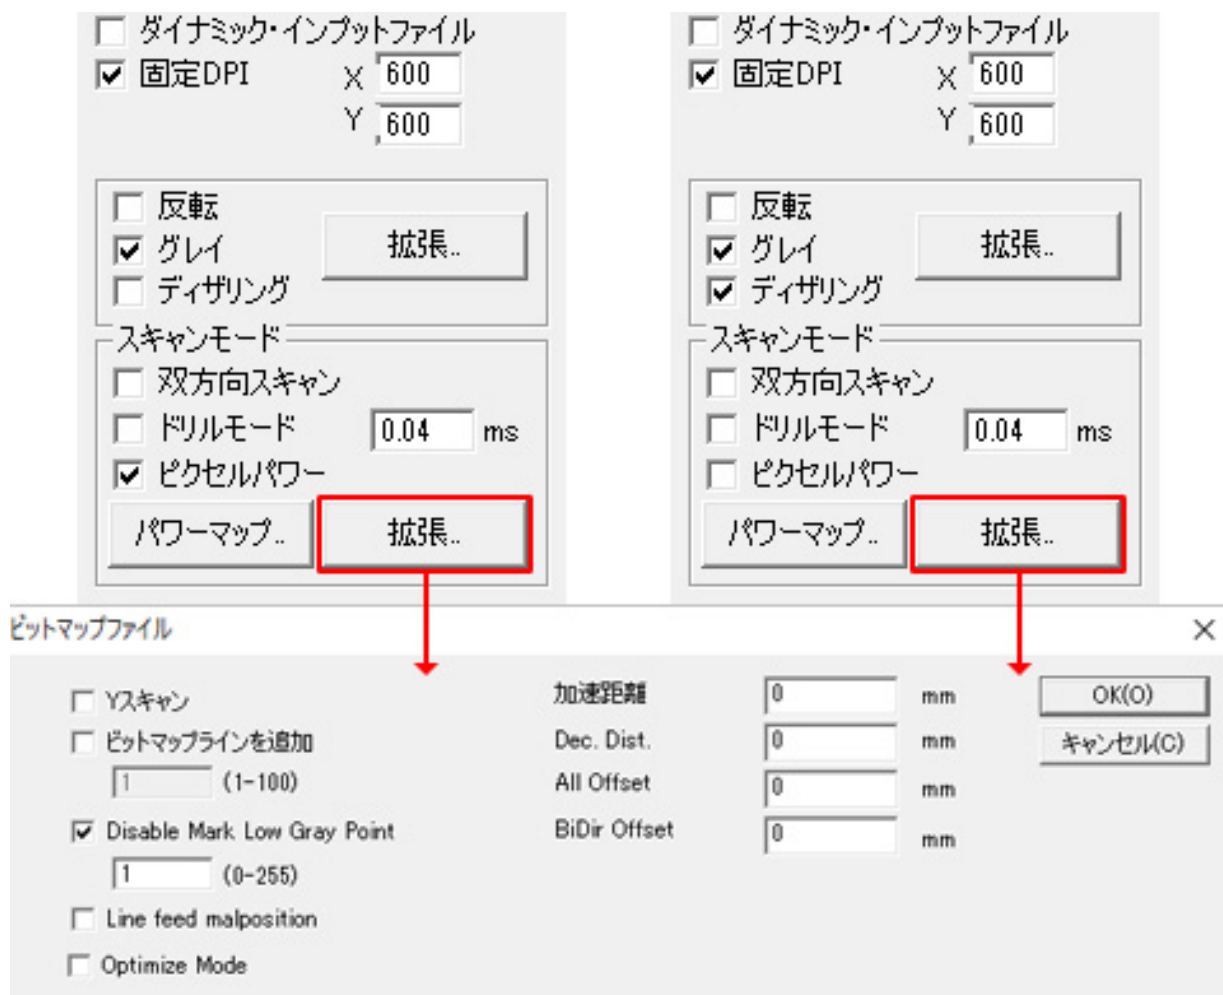 ダイナミック・インプットファイル
固定DPI X 600
Y 600
反転
グレイ
拡張..
ディザリング
スキャンモード
双方向スキャン
ドリルモード 0.04 ms
ピクセルパワー
パワーマップ.. 拡張..
ダイナミック・インプットファイル
固定DPI X 600
Y 600
反転
グレイ
拡張..
ディザリング
スキャンモード
双方向スキャン
ドリルモード 0.04 ms
ピクセルパワー
パワーマップ.. 拡張..
ビットマップファイル
Yスキャン
ビットマップラインを追加
1 (1-100)
Disable Mark Low Gray Point
1 (0-255)
Line feed malposition
Optimize Mode
加速距離 0 mm
Dec. Dist. 0 mm
All Offset 0 mm
BiDir Offset 0 mm
OK(O)
キャンセル(C)